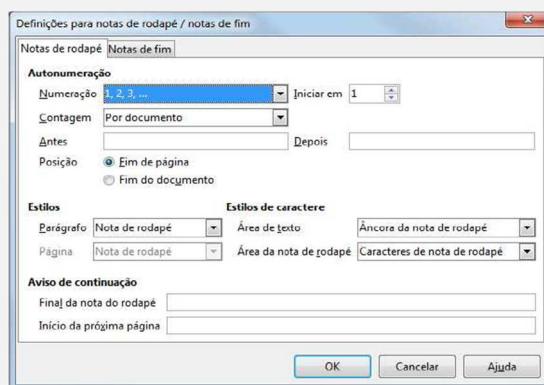 Definições para notas de rodapé / notas de fim
Notas de rodapé Notas de fim
Autonumeração
Numeração 1, 2, 3, ... Iniciar em 1
Contagem Por documento
Antes Depois
Posição Fim de página
Fim do documento
Estilos Estilos de caractere
Parágrafo Nota de rodapé Área de texto Âncora da nota de rodapé
Página Nota de rodapé Área da nota de rodapé Caracteres de nota de rodapé
Aviso de continuação
Final da nota do rodapé
Início da próxima página
OK Cancelar Ajuda